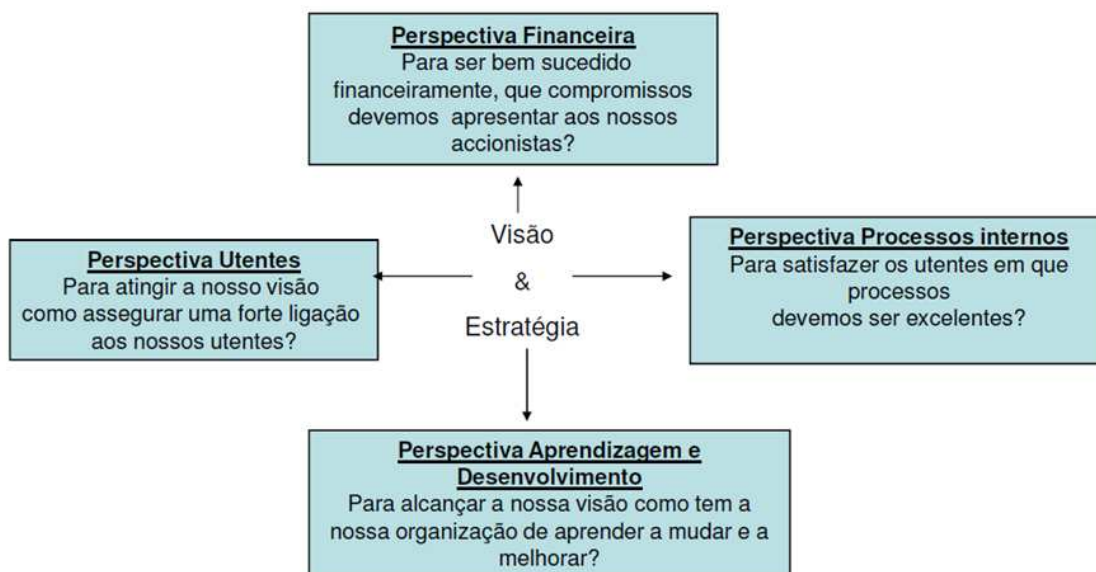 Perspectiva Financeira
Para ser bem sucedido
financeiramente, que compromissos
devemos apresentar aos nossos
accionistas?
Perspectiva Utentes
Para atingir a nosso visão
como assegurar uma forte ligação
aos nossos utentes?
Visão
&
Estratégia
Perspectiva Processos internos
Para satisfazer os utentes em que
processos
devemos ser excelentes?
Perspectiva Aprendizagem e
Desenvolvimento
Para alcançar a nossa visão como tem a
nossa organização de aprender a mudar e a
melhorar?